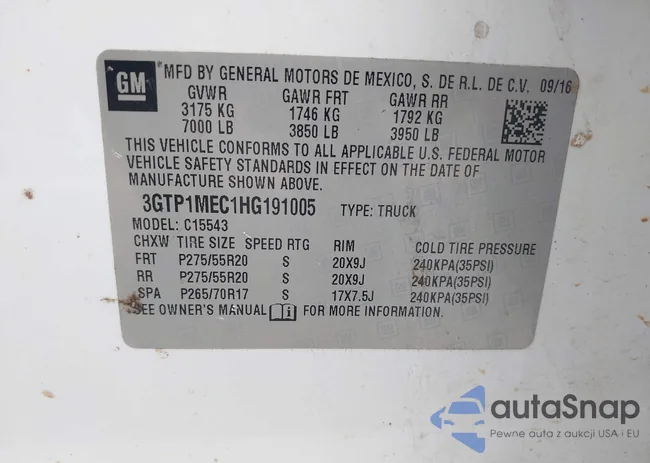 GM
MFD BY GENERAL MOTORS DE MEXICO, S. DE R.L. DE C.V. 09/16
GVWR GAWR FRT GAWR RR
3175 KG 1746 KG 1792 KG
7000 LB 3850 LB 3950 LB
THIS VEHICLE CONFORMS TO ALL APPLICABLE U.S. FEDERAL MOTOR
VEHICLE SAFETY STANDARDS IN EFFECT ON THE DATE OF
MANUFACTURE SHOWN ABOVE.
3GTP1MEC1HG191005 TYPE: TRUCK
MODEL: C15543
CHXW TIRE SIZE SPEED RTG RIM COLD TIRE PRESSURE
FRT P275/55R20 S 20X9J 240KPA(35PSI)
RR P275/55R20 S 20X9J 240KPA(35PSI)
SPA P265/70R17 S 17X7.5J 240KPA(35PSI)
SEE OWNER'S MANUAL FOR MORE INFORMATION.
autoSnap
Pewne auta z aukcji USA i EU